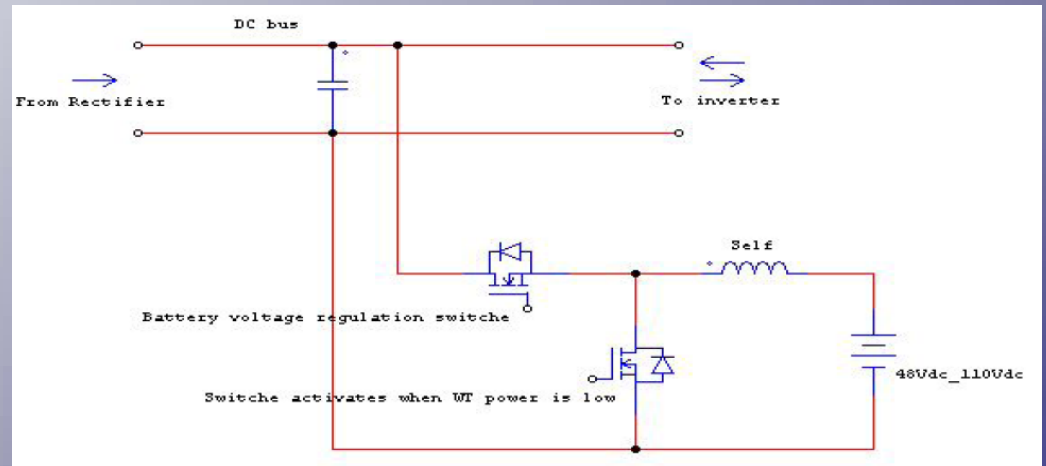 DC bus
From Rectifier
To inverter
Self
Battery voltage regulation switche
48Vdc_110Vdc
Switche activates when WT power is low